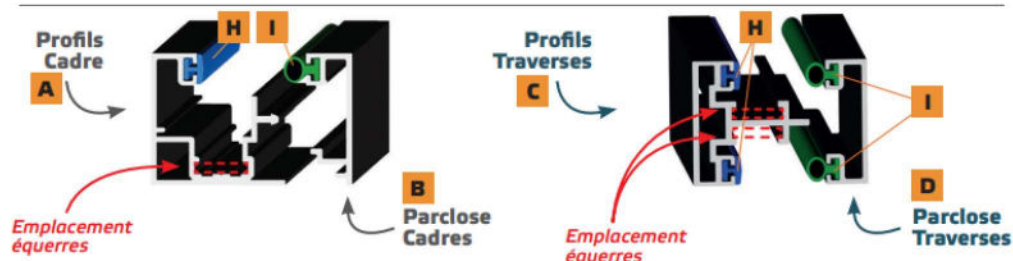 Profils
Cadre
A
H
I
B
Parclose
Cadres
Emplacement
équerres
Profils
Traverses
C
H
I
D
Parclose
Traverses
Emplacement
équerres